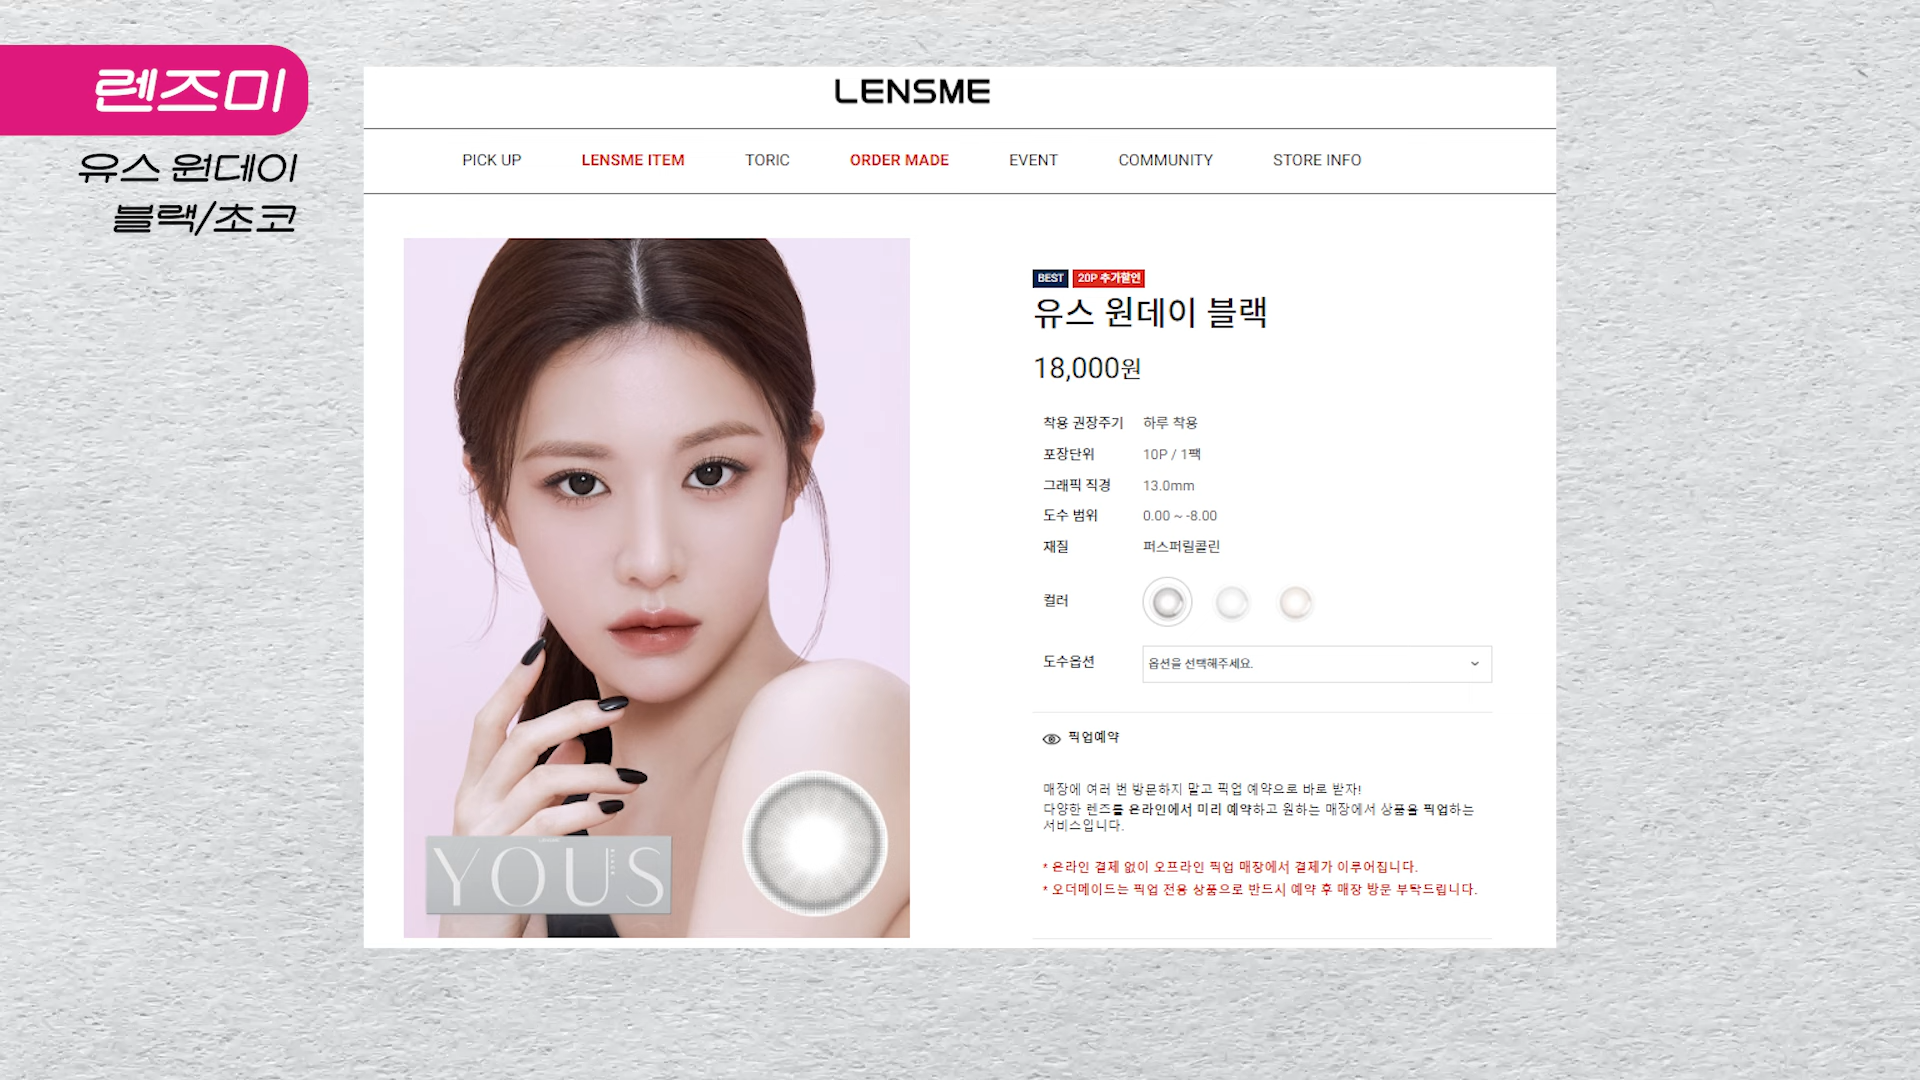 렌즈미
유스 원데이
블랙/초코
LENSME
PICK UP LENSME ITEM TORIC ORDER MADE EVENT COMMUNITY STORE INFO
BEST 20P 추가할인
유스 원데이 블랙
18,000원
착용 권장주기 하루 착용
포장단위 10P / 1팩
그래픽 직경 13.0mm
도수 범위 0.00 ~ -8.00
재질 퍼스퍼릴콜린
컬러
도수옵션 옵션을 선택해주세요.
픽업예약
매장에 여러 번 방문하지 말고 픽업 예약으로 바로 받자!
다양한 렌즈를 온라인에서 미리 예약하고 원하는 매장에서 상품을 픽업하는
서비스입니다.
* 온라인 결제 없이 오프라인 픽업 매장에서 결제가 이루어집니다.
* 오더메이드는 픽업 전용 상품으로 반드시 예약 후 매장 방문 부탁드립니다.
YOUS